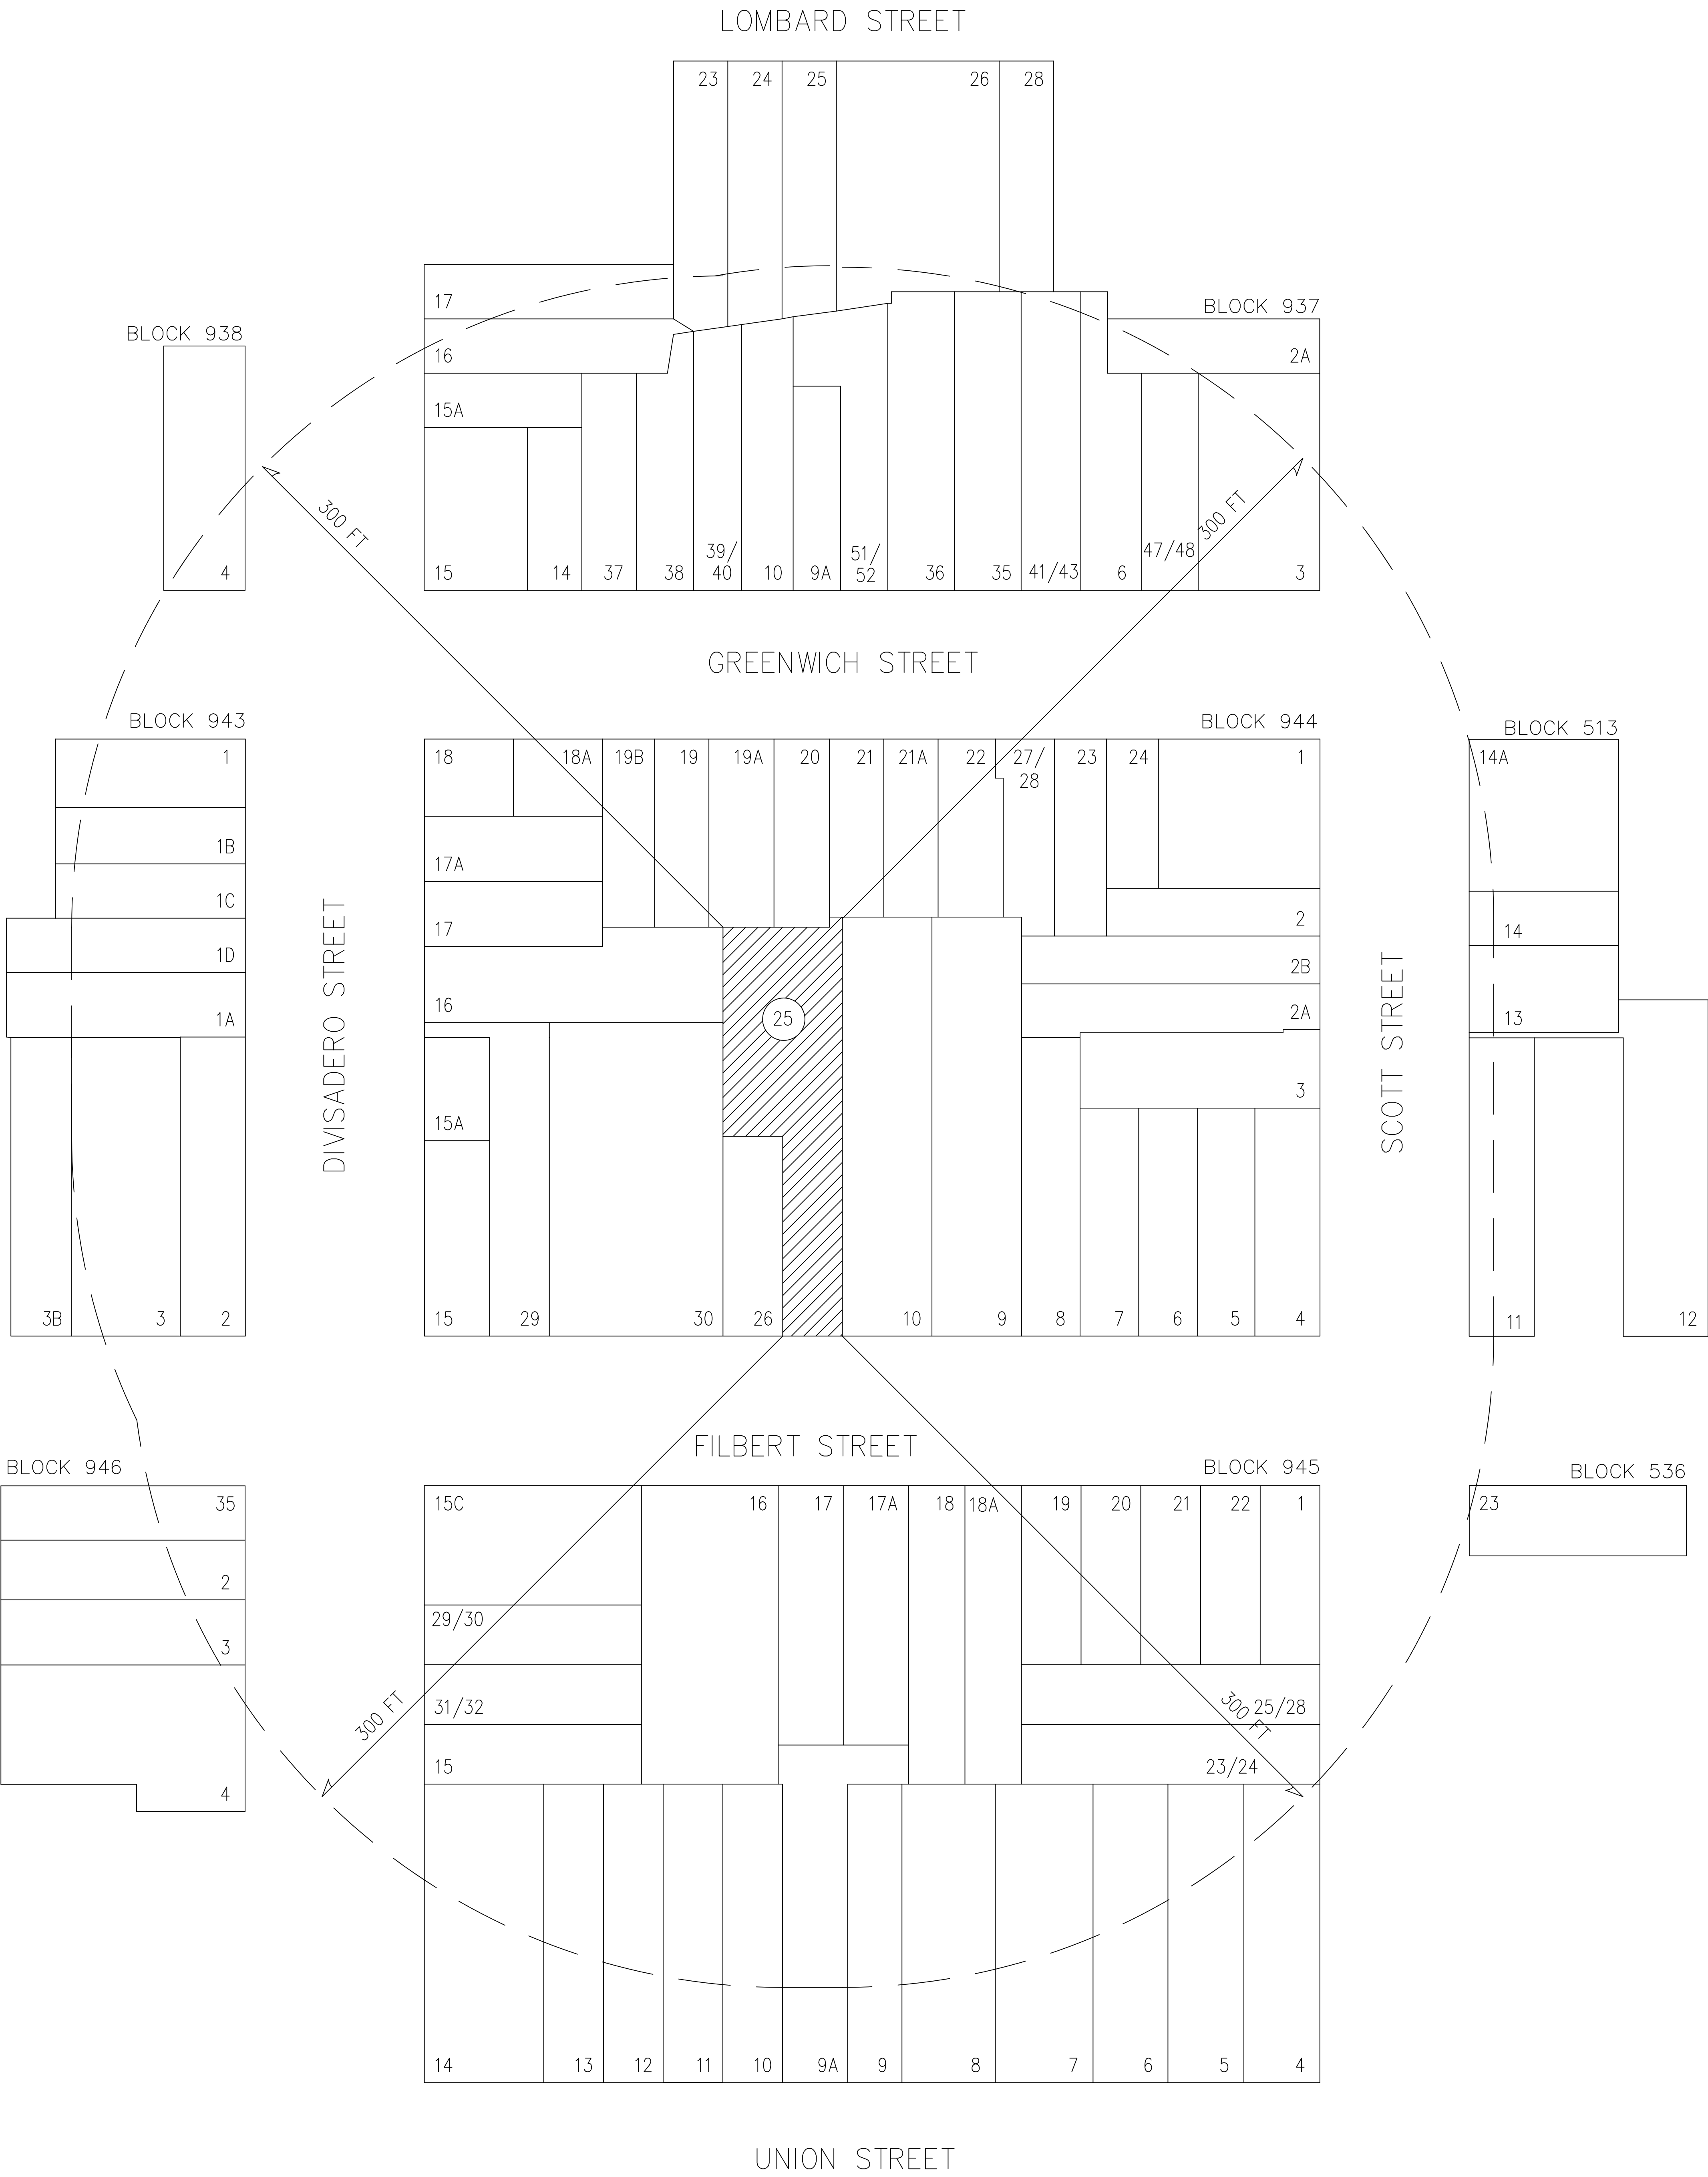 LOMBARD STREET
23 24 25 26 28
17
BLOCK 937
BLOCK 938
16
2A
15A
300 FT
300 FT
39/
40
51/
52
47/48
4
15 14 37 38 10 9A 36 35 41/43 6 3
GREENWICH STREET
BLOCK 943
BLOCK 944
BLOCK 513
1
18 18A 19B 19 19A 20 21 21A 22 27/
28
23 24 1
14A
1B
17A
1C
2
17
14
1D
2B
16
25
2A
13
1A
DIVISADERO STREET
SCOTT STREET
3
15A
3B 3 2
15 29 30 26 10 9 8 7 6 5 4
11 12
FILBERT STREET
BLOCK 946
BLOCK 945
BLOCK 536
35
15C 16 17 17A 18 18A 19 20 21 22 1
23
2
29/30
3
31/32
300 FT
300 FT
25/28
15
23/24
4
14 13 12 11 10 9A 9 8 7 6 5 4
UNION STREET